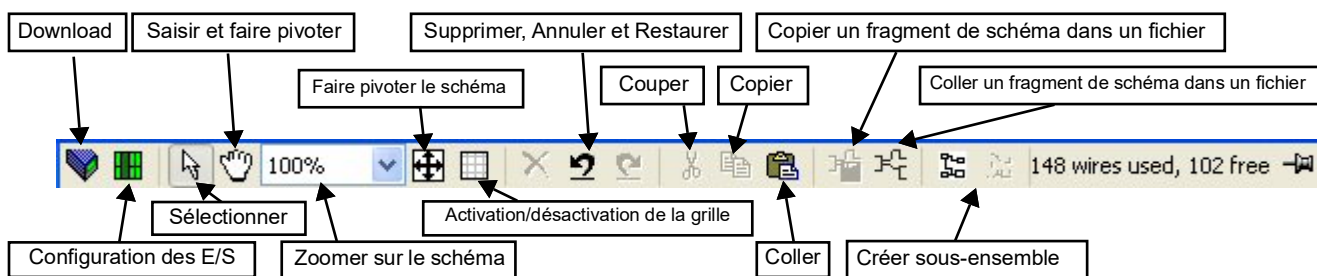 Download
Saisir et faire pivoter
Supprimer, Annuler et Restaurer
Copier un fragment de schéma dans un fichier
Faire pivoter le schéma
Couper
Copier
Coller un fragment de schéma dans un fichier
100%
148 wires used, 102 free
Sélectionner
Activation/désactivation de la grille
Configuration des E/S
Zoomer sur le schéma
Coller
Créer sous-ensemble